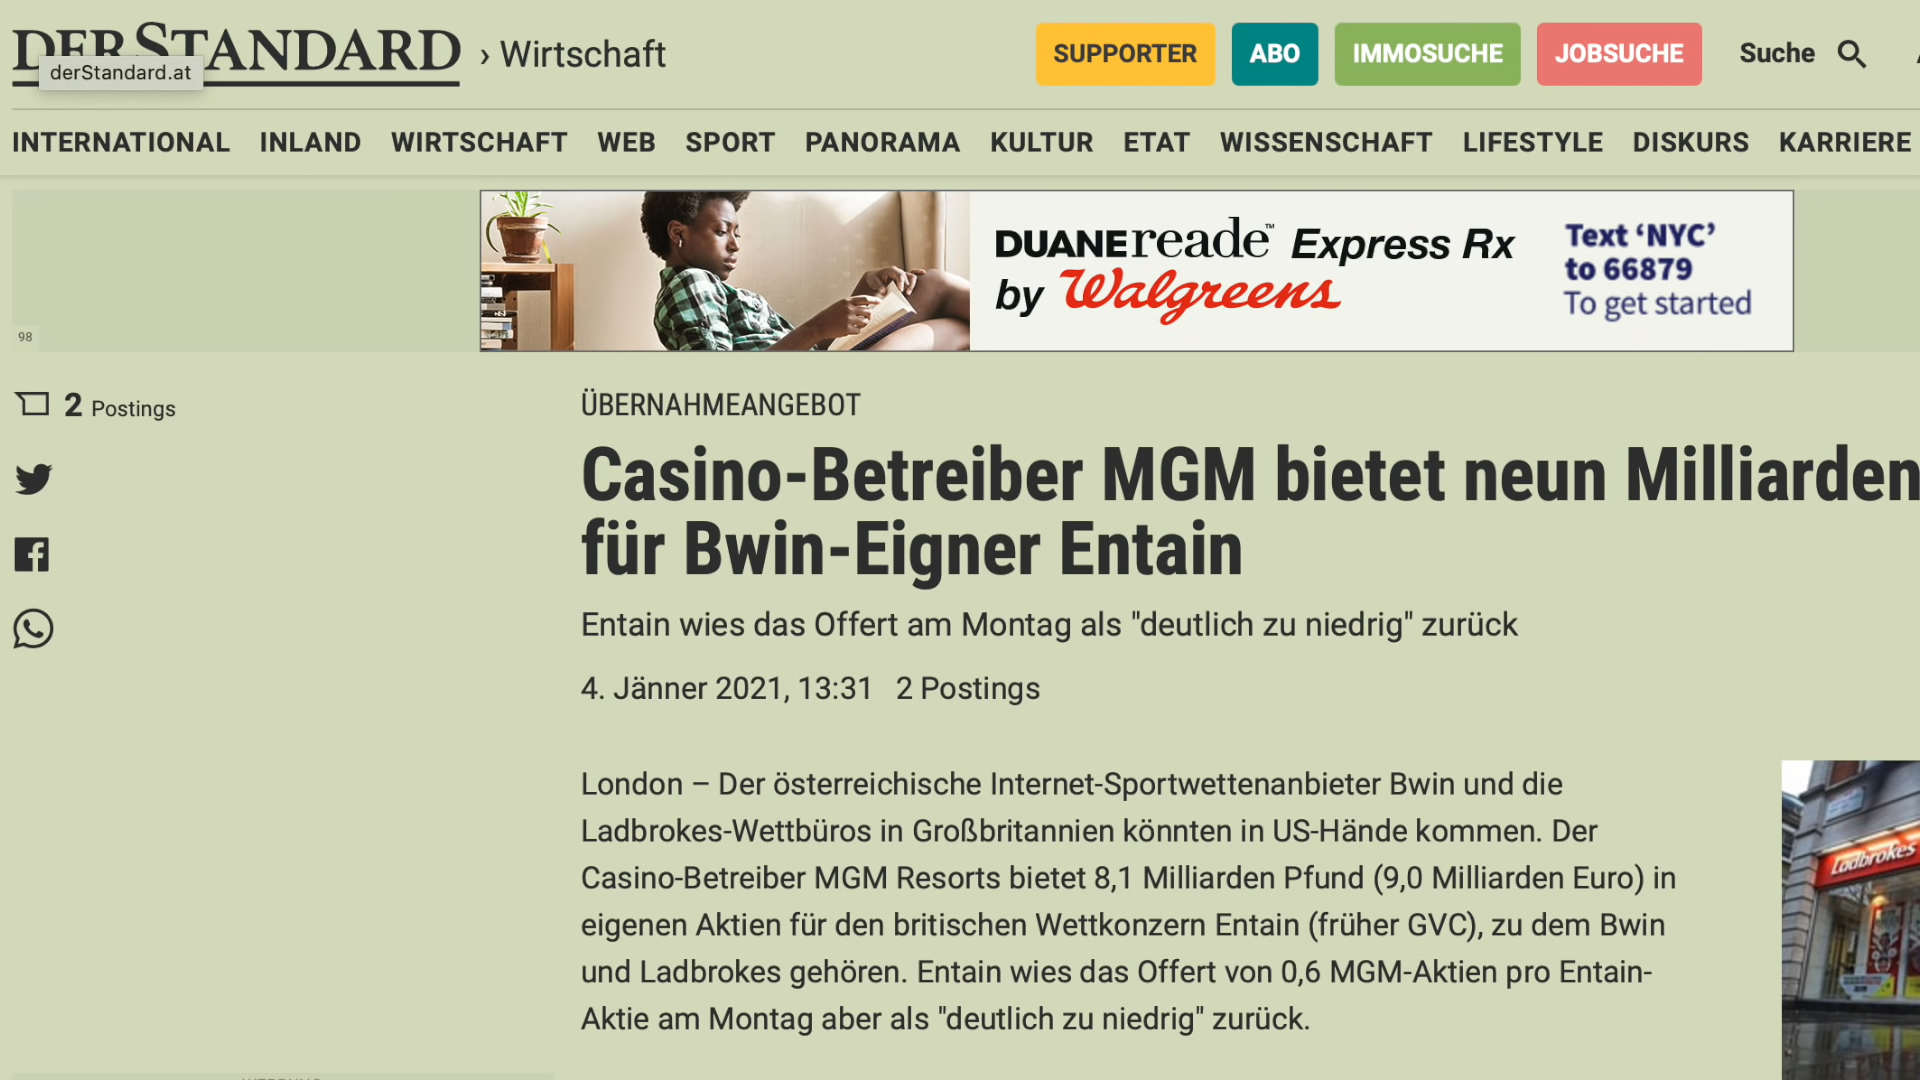 DERSTANDARD › Wirtschaft
derStandard.at
SUPPORTER ABO IMMOSUCHE JOBSUCHE Suche
INTERNATIONAL INLAND WIRTSCHAFT WEB SPORT PANORAMA KULTUR ETAT WISSENSCHAFT LIFESTYLE DISKURS KARRIERE
DUANEreade™ Express Rx
by Walgreens
Text ‘NYC’
to 66879
To get started
98
2 Postings
ÜBERNAHMEANGEBOT
Casino-Betreiber MGM bietet neun Milliarden
für Bwin-Eigner Entain
Entain wies das Offert am Montag als "deutlich zu niedrig" zurück
4. Jänner 2021, 13:31 2 Postings
London – Der österreichische Internet-Sportwettenanbieter Bwin und die
Ladbrokes-Wettbüros in Großbritannien könnten in US-Hände kommen. Der
Casino-Betreiber MGM Resorts bietet 8,1 Milliarden Pfund (9,0 Milliarden Euro) in
eigenen Aktien für den britischen Wettkonzern Entain (früher GVC), zu dem Bwin
und Ladbrokes gehören. Entain wies das Offert von 0,6 MGM-Aktien pro Entain-
Aktie am Montag aber als "deutlich zu niedrig" zurück.
Ladbrokes